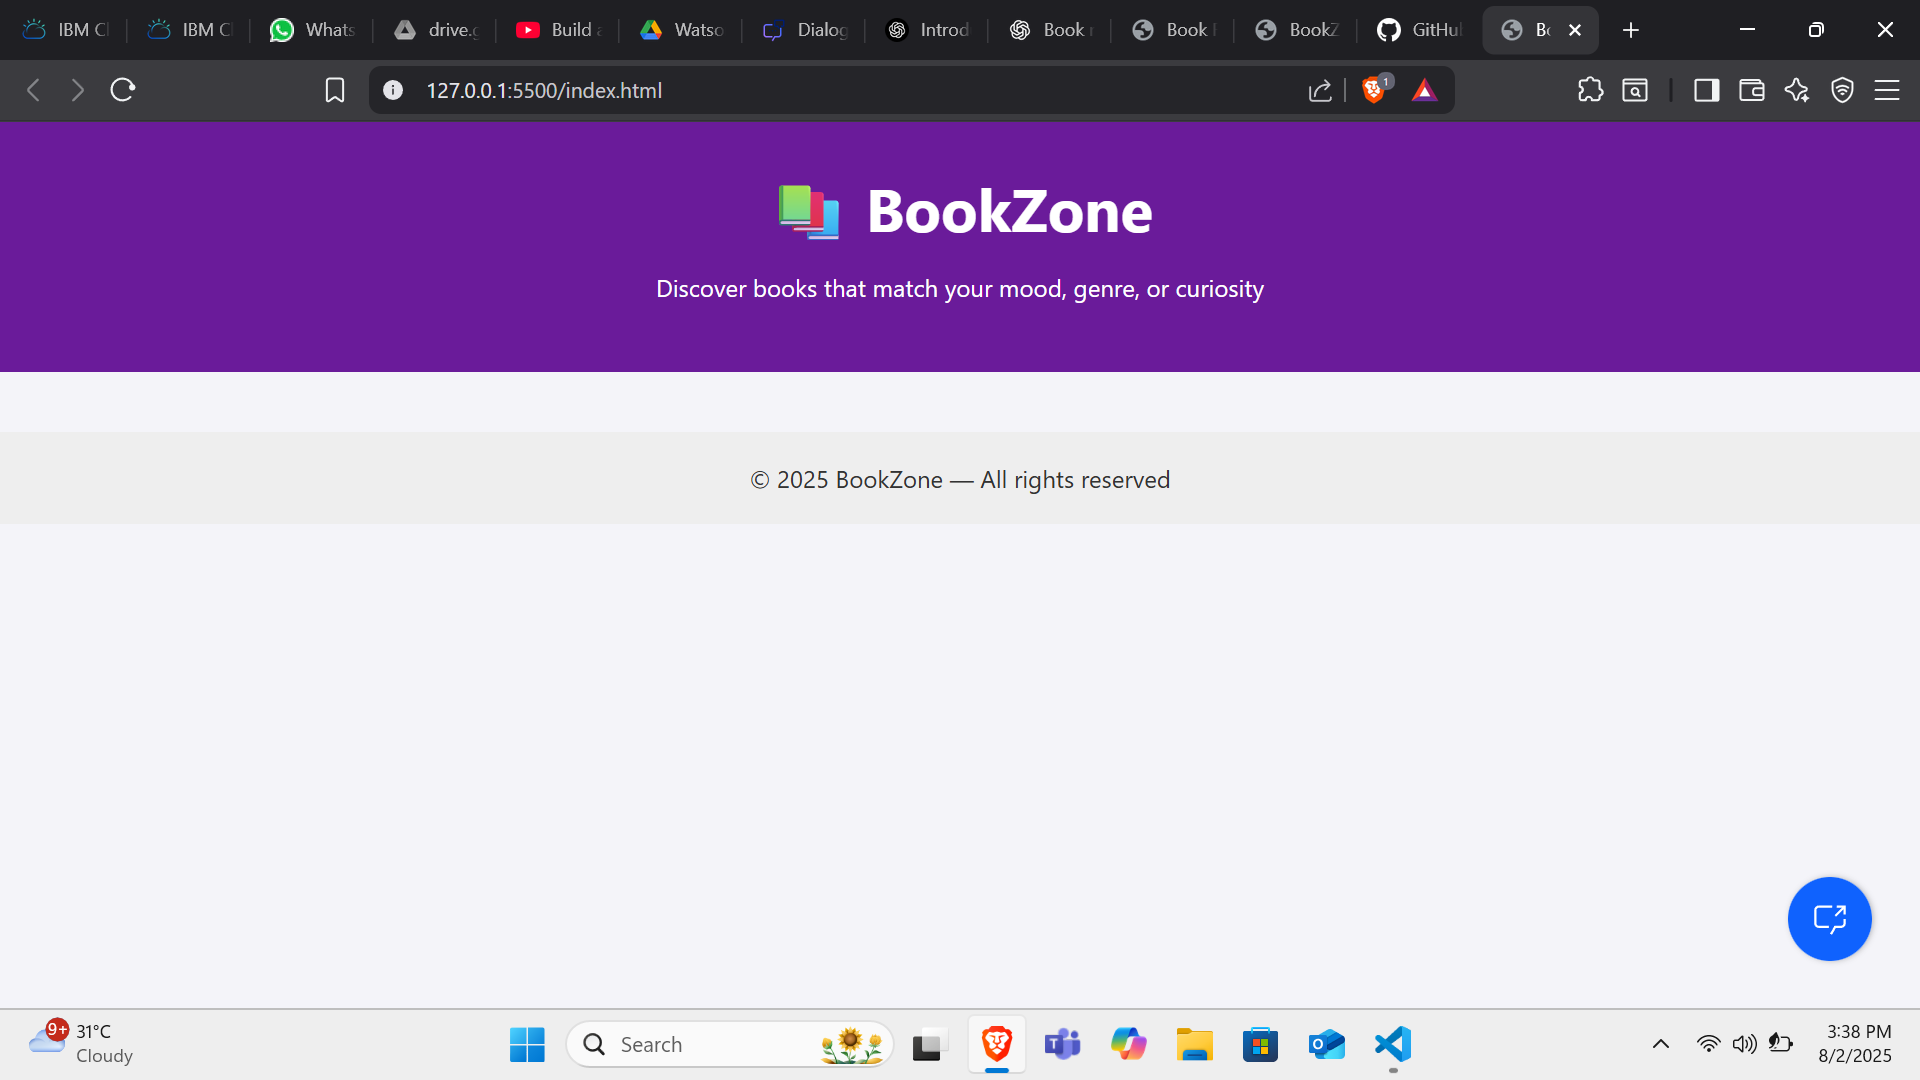 IBM Cl
IBM Cl
Whats
drive.g
Build a
Watso
Dialog
Introd
Book r
Book
BookZ
GitHub
Bo
127.0.0.1:5500/index.html
1
BookZone
Discover books that match your mood, genre, or curiosity
© 2025 BookZone — All rights reserved
9+
31°C
Cloudy
Search
3:38 PM
8/2/2025